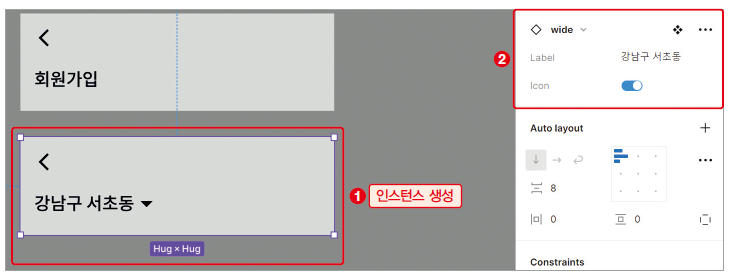 회원가입
강남구 서초동
Hug × Hug
1 인스턴스 생성
2
wide
Label 강남구 서초동
Icon
Auto layout
8
0 0
Constraints